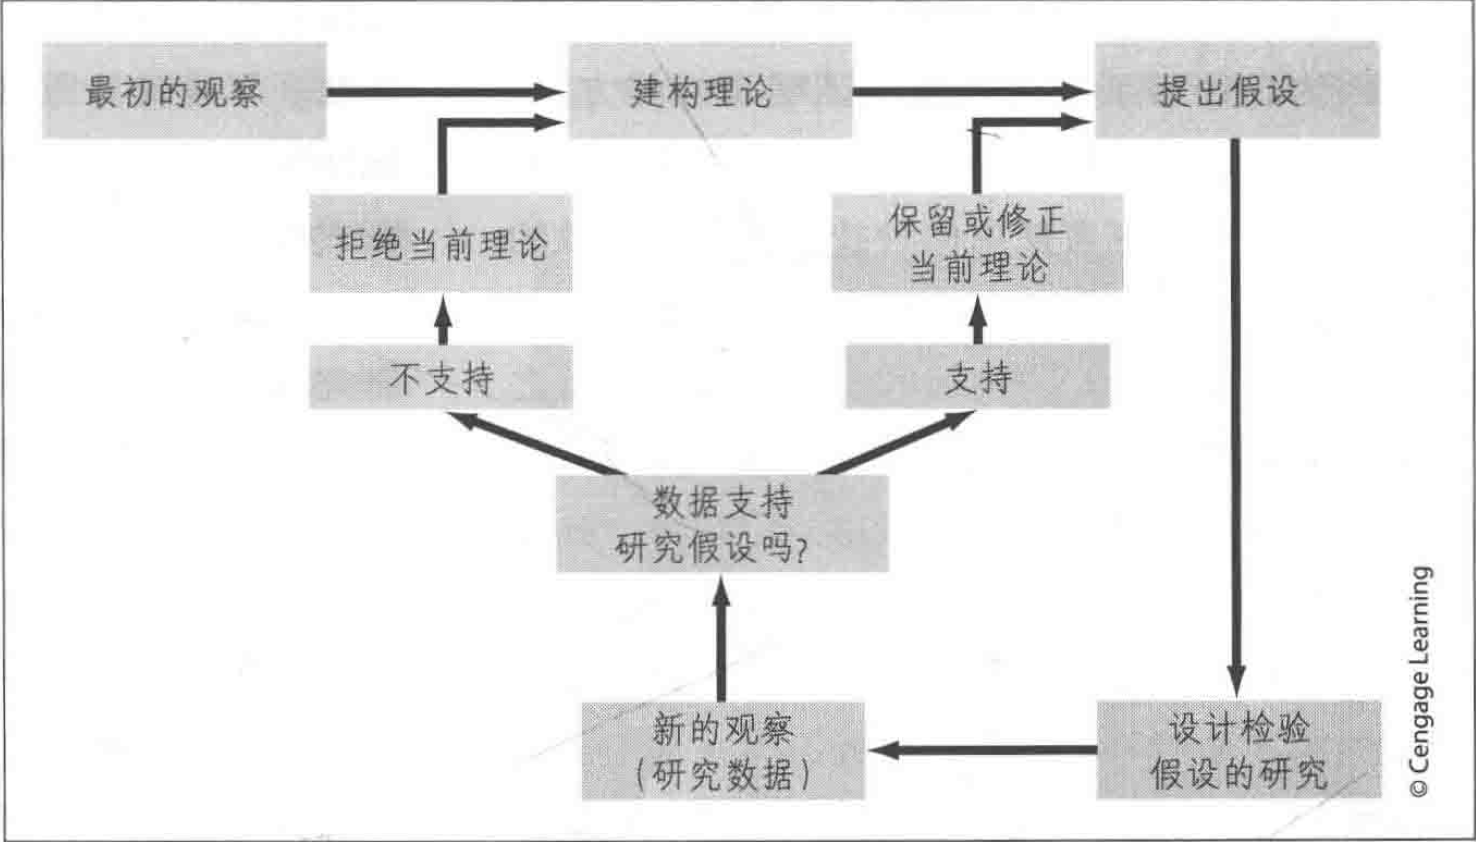 最初的观察
建构理论
提出假设
拒绝当前理论
保留或修正
当前理论
不支持
支持
数据支持
研究假设吗?
新的观察
(研究数据)
设计检验
假设的研究
© Cengage Learning